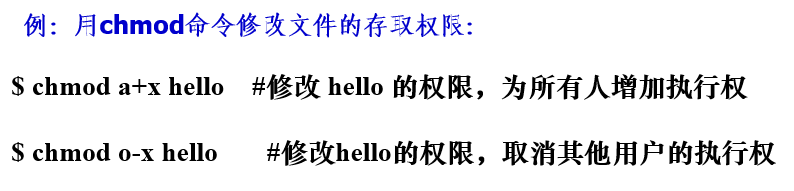 例：用chmod命令修改文件的存取权限：
$ chmod a+x hello #修改 hello 的权限，为所有人增加执行权
$ chmod o-x hello #修改hello的权限，取消其他用户的执行权